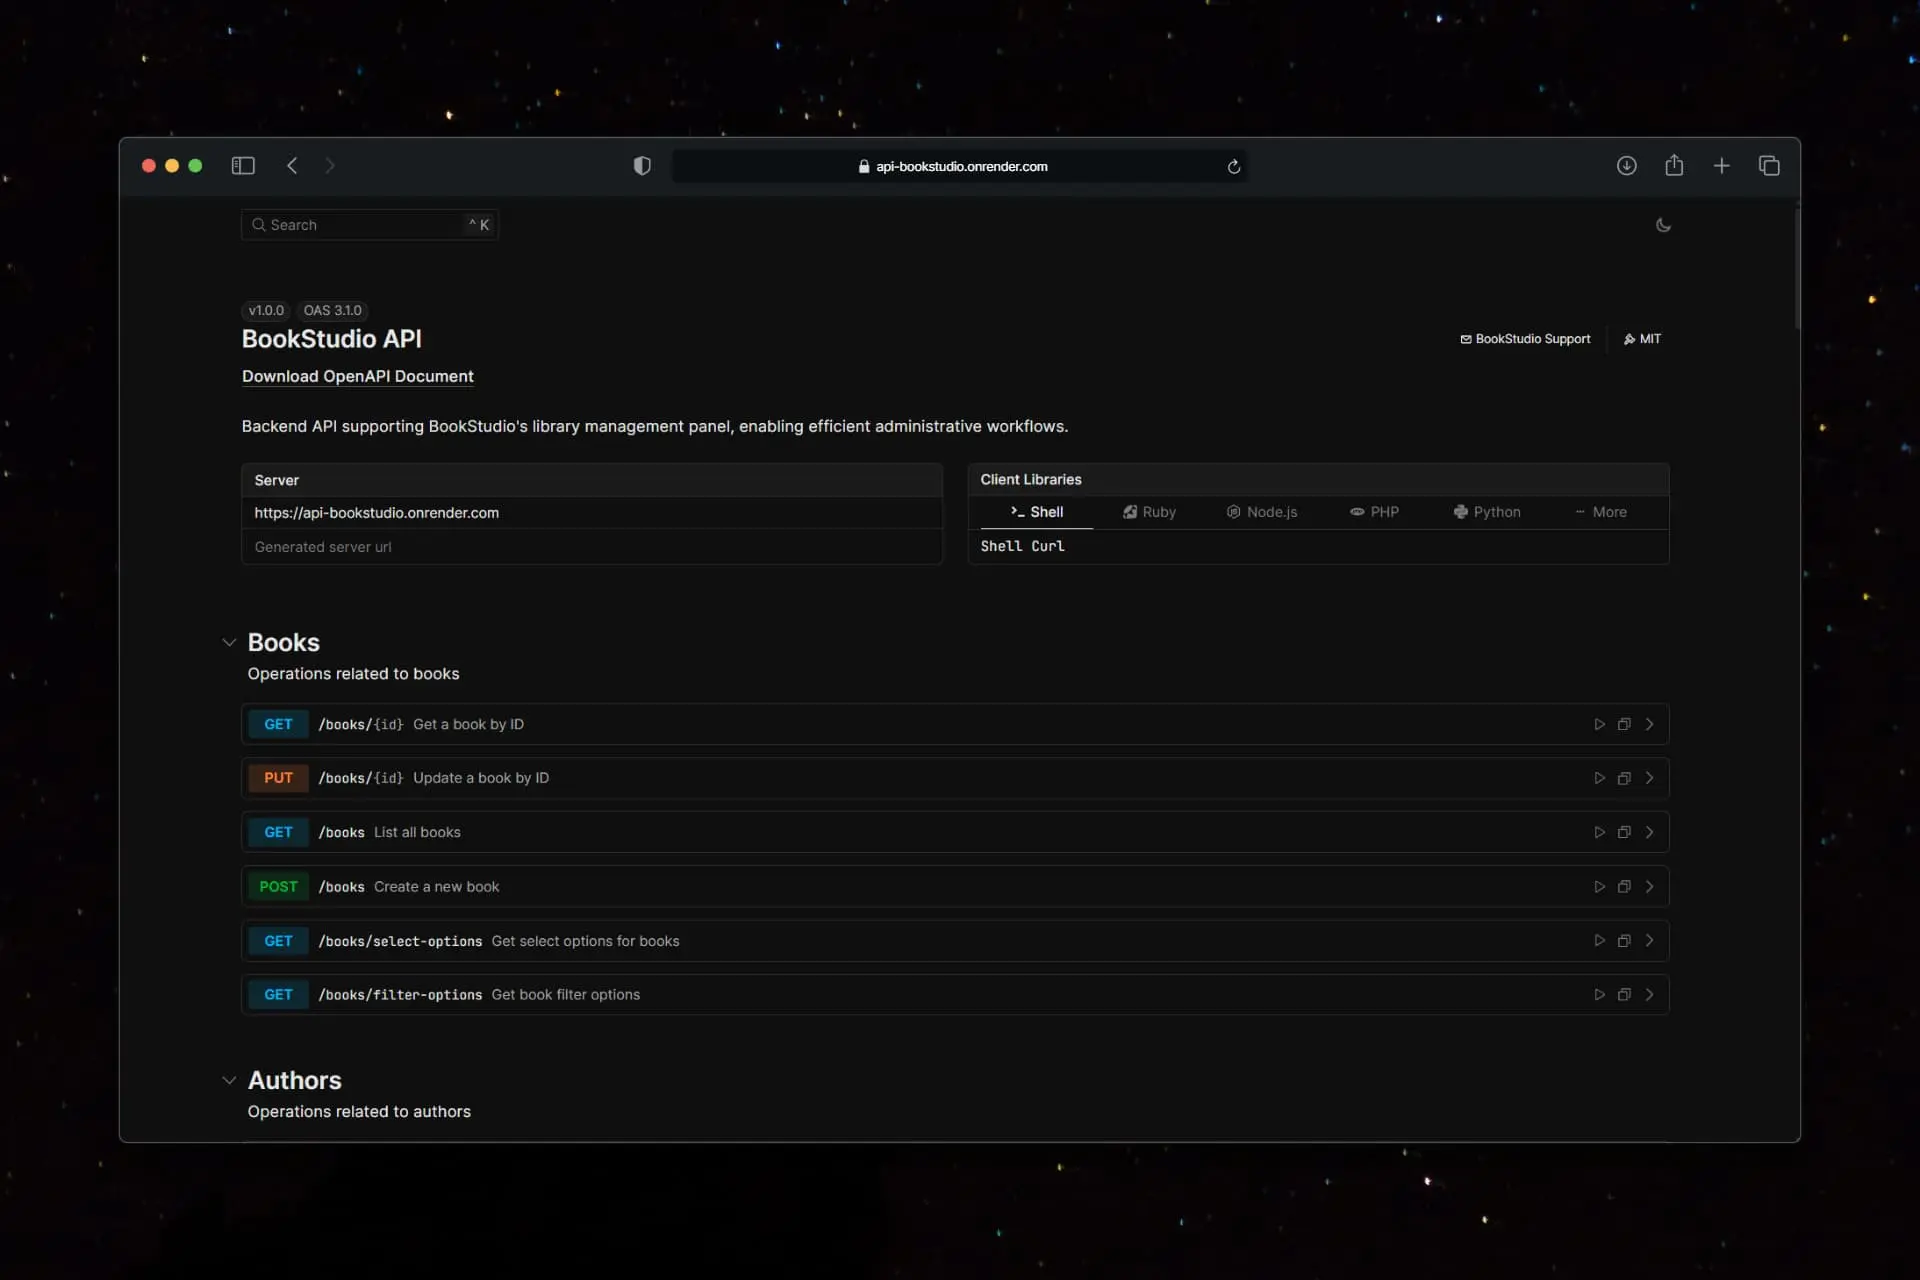 api-bookstudio.onrender.com
Search ^ K
v1.0.0 OAS 3.1.0
BookStudio API
BookStudio Support MIT
Download OpenAPI Document
Backend API supporting BookStudio's library management panel, enabling efficient administrative workflows.
Server
https://api-bookstudio.onrender.com
Generated server url
Client Libraries
>_ Shell Ruby Node.js PHP Python ··· More
Shell Curl
Books
Operations related to books
GET /books/{id} Get a book by ID
PUT /books/{id} Update a book by ID
GET /books List all books
POST /books Create a new book
GET /books/select-options Get select options for books
GET /books/filter-options Get book filter options
Authors
Operations related to authors